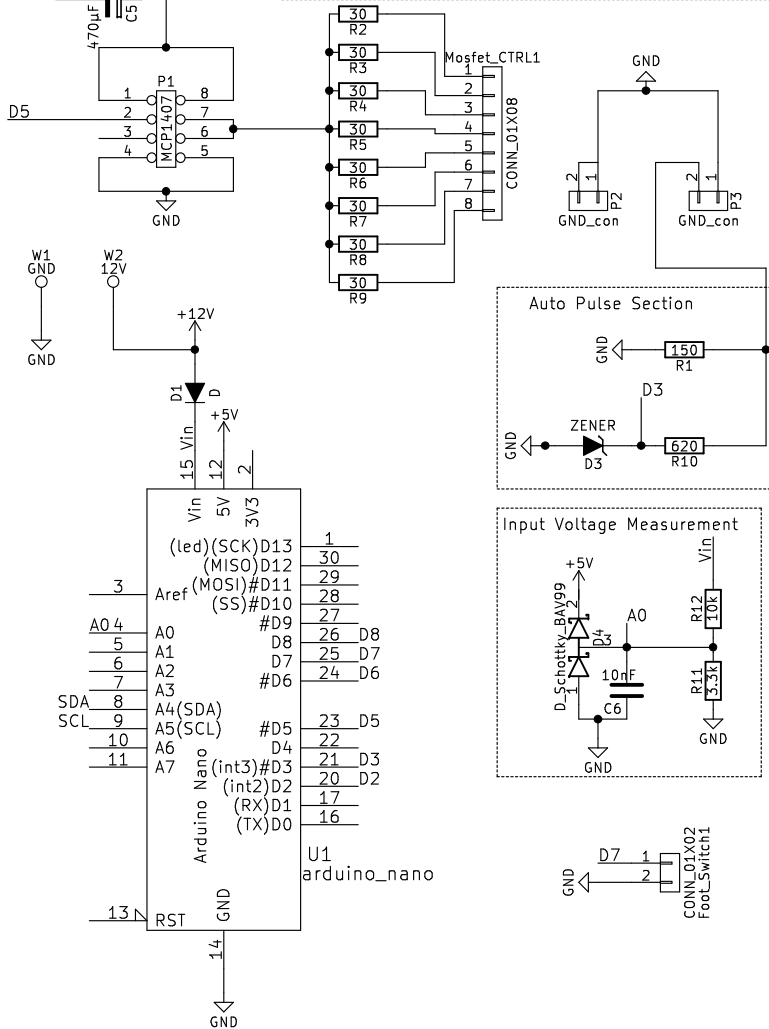 470µF
C5
30
R2
30
R3
30
R4
30
R5
30
R6
30
R7
30
R8
30
R9
Mosfet_CTRL1
1
2
3
4
5
6
7
8
CONN_01X08
P1
MCP1407
1
2
3
4
8
7
6
5
D5
GND
GND
2
1
P2
GND_con
2
1
P3
GND_con
W1
GND
GND
W2
12V
+12V
D1
D
+5V
Vin
15
12
2
Vin
5V
3V3
Auto Pulse Section
GND
150
R1
D3
GND
ZENER
D3
620
R10
Input Voltage Measurement
Vin
+5V
D_Schottky_BAV99
2
1
D4
D3
A0
10nF
C6
R12
10k
R11
3.3k
GND
GND
3 Aref
A0 4 A0
5 A1
6 A2
7 A3
SDA 8 A4(SDA)
SCL 9 A5(SCL)
10 A6
11 A7
13 RST
(led)(SCK)D13 1
(MISO)D12 30
(MOSI)#D11 29
(SS)#D10 28
#D9 27
D8 26 D8
D7 25 D7
#D6 24 D6
#D5 23 D5
D4 22
(int3)#D3 21 D3
(int2)D2 20 D2
(RX)D1 17
(TX)D0 16
Arduino Nano
U1
arduino_nano
GND
14
GND
D7
1
2
GND
CONN_01X02
Foot_Switch1